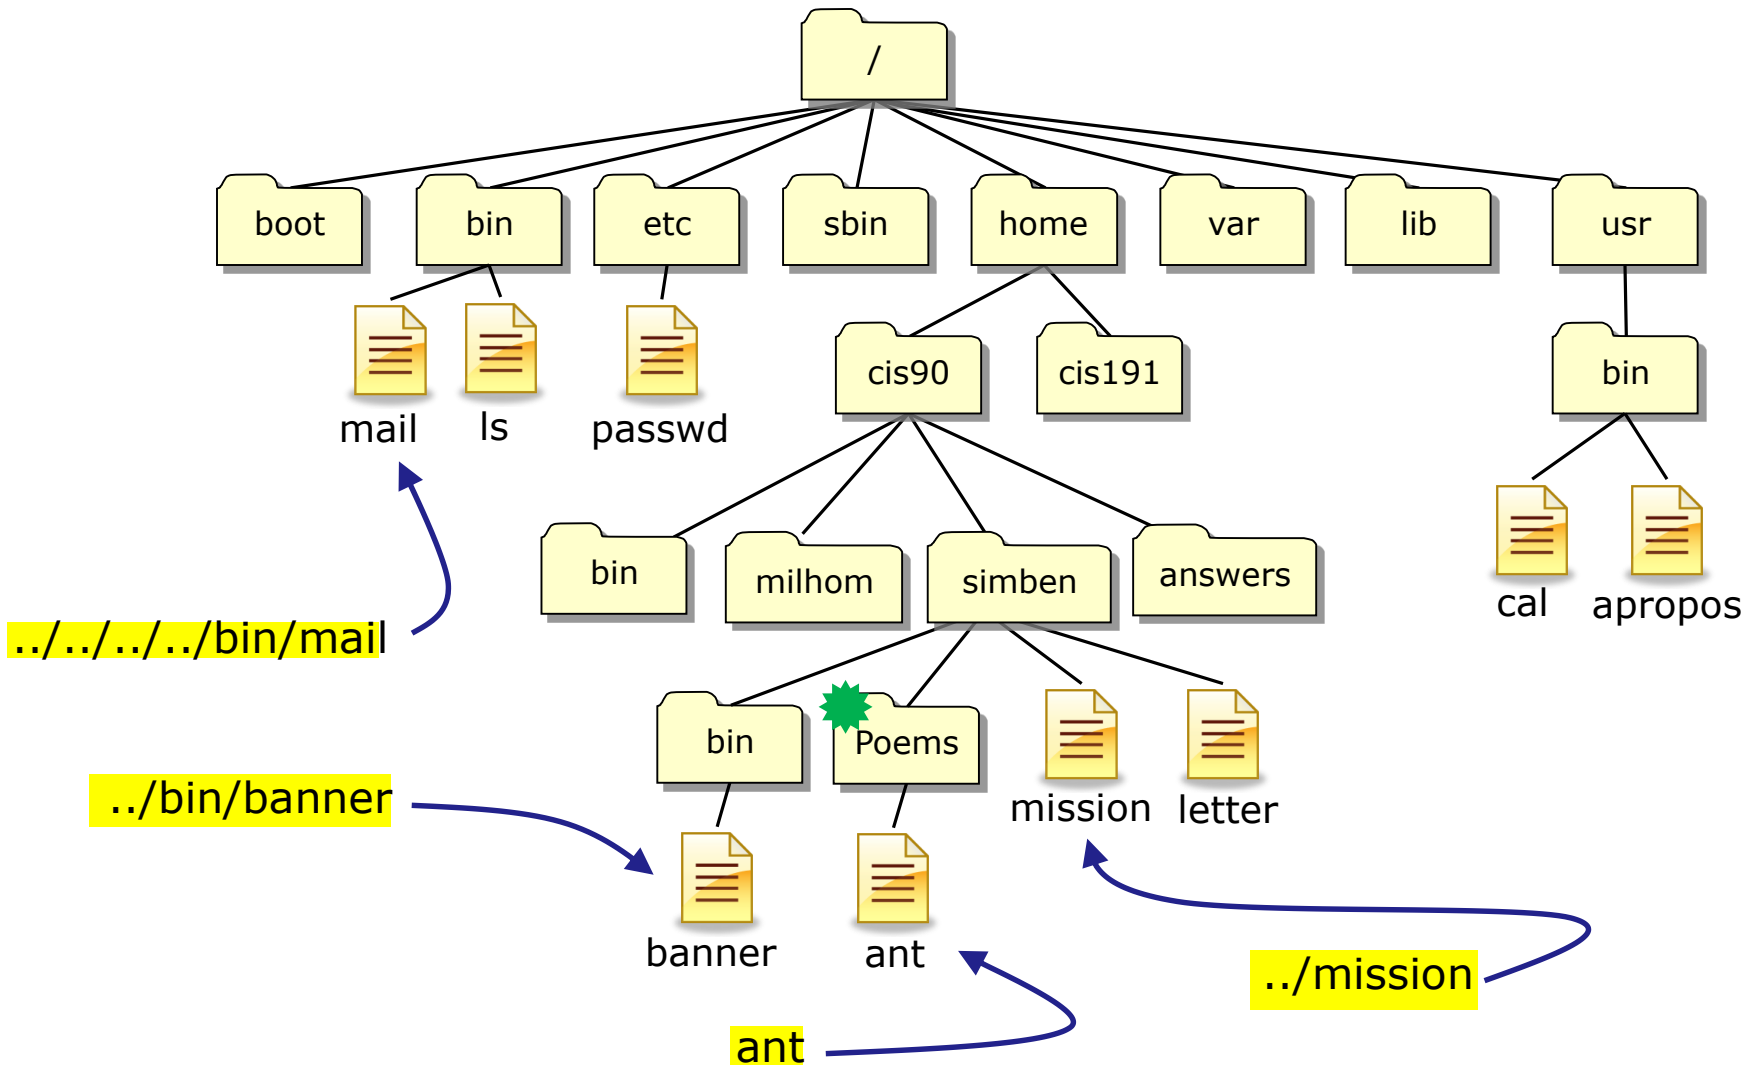 /
boot
bin
etc
sbin
home
var
lib
usr
mail
ls
passwd
cis90
cis191
bin
cal
apropos
bin
milhom
simben
answers
../../../../bin/mail
bin
Poems
mission
letter
../bin/banner
banner
ant
../mission
ant